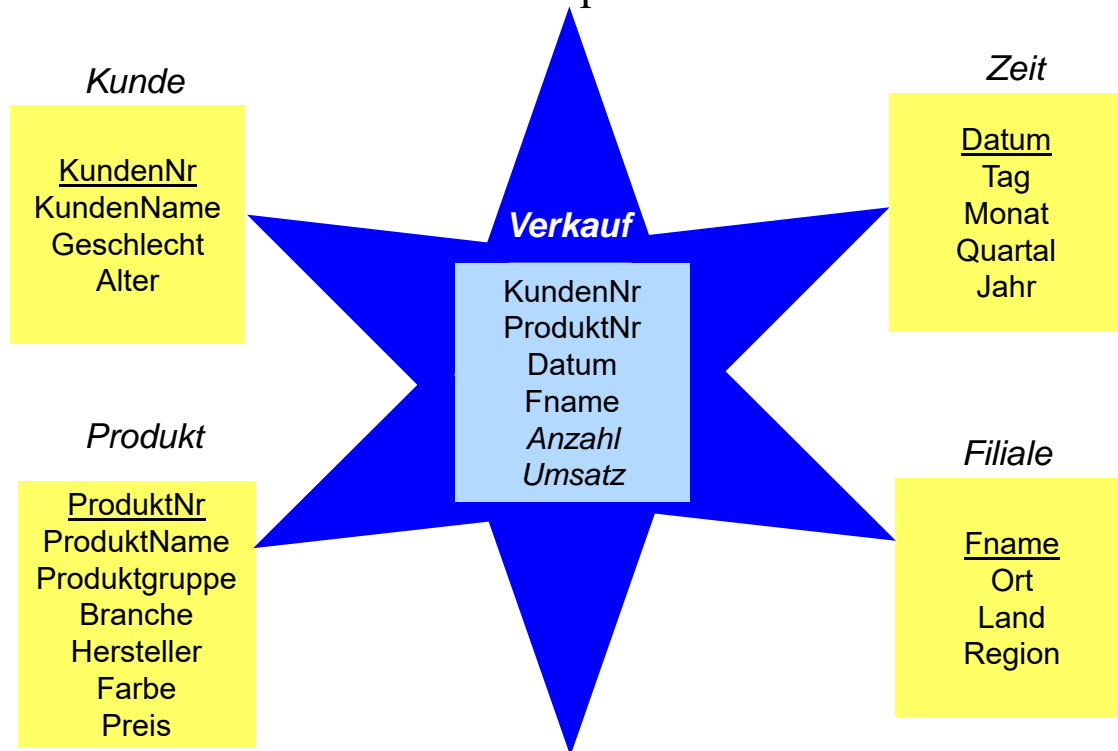 Kunde
KundenNr
KundenName
Geschlecht
Alter
Zeit
Datum
Tag
Monat
Quartal
Jahr
Verkauf
KundenNr
ProduktNr
Datum
Fname
Anzahl
Umsatz
Produkt
ProduktNr
ProduktName
Produktgruppe
Branche
Hersteller
Farbe
Preis
Filiale
Fname
Ort
Land
Region